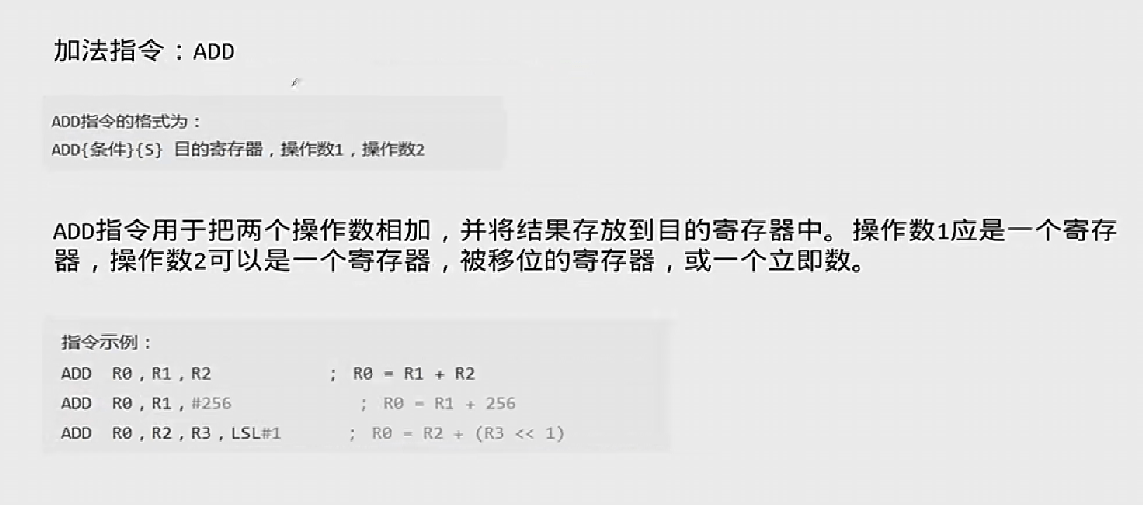 加法指令：ADD
ADD指令的格式为：
ADD{条件}{S} 目的寄存器，操作数1，操作数2
ADD指令用于把两个操作数相加，并将结果存放到目的寄存器中。操作数1应是一个寄存
器，操作数2可以是一个寄存器，被移位的寄存器，或一个立即数。
指令示例：
ADD R0，R1，R2 ; R0 = R1 + R2
ADD R0，R1，#256 ; R0 = R1 + 256
ADD R0，R2，R3，LSL#1 ; R0 = R2 + (R3 << 1)